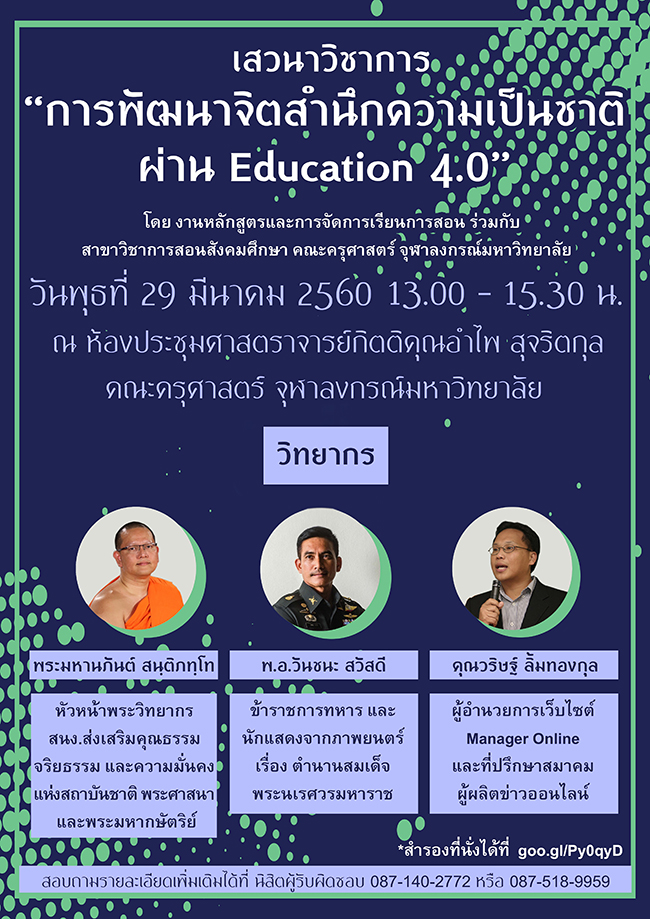 เสวนาวิชาการ
“การพัฒนาจิตสำนึกความเป็นชาติ
ผ่าน Education 4.0”
โดย งานหลักสูตรและการจัดการเรียนการสอน ร่วมกับ
สาขาวิชาการสอนสังคมศึกษา คณะครุศาสตร์ จุฬาลงกรณ์มหาวิทยาลัย
วันพุธที่ 29 มีนาคม 2560 13.00 - 15.30 น.
ณ ห้องประชุมศาสตราจารย์กิตติคุณอำไพ สุจริตกุล
คณะครุศาสตร์ จุฬาลงกรณ์มหาวิทยาลัย
วิทยากร
พระมหานภันต์ สนฺติภทฺโท
หัวหน้าพระวิทยากร
สนง.ส่งเสริมคุณธรรม
จริยธรรม และความมั่นคง
แห่งสถาบันชาติ พระศาสนา
และพระมหากษัตริย์
พ.อ.วันชนะ สวัสดี
ข้าราชการทหาร และ
นักแสดงจากภาพยนตร์
เรื่อง ตำนานสมเด็จ
พระนเรศวรมหาราช
คุณวริษฐ์ ลิ้มทองกุล
ผู้อำนวยการเว็บไซต์
Manager Online
และที่ปรึกษาสมาคม
ผู้ผลิตข่าวออนไลน์
*สำรองที่นั่งได้ที่ goo.gl/Py0qyD
สอบถามรายละเอียดเพิ่มเติมได้ที่ นิสิตผู้รับผิดชอบ 087-140-2772 หรือ 087-518-9959